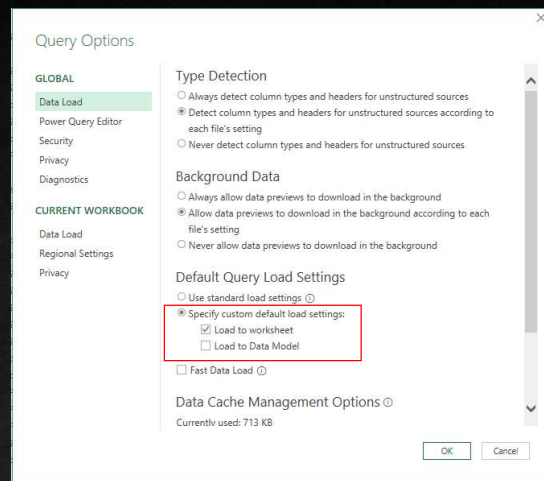 Query Options
GLOBAL
Data Load
Power Query Editor
Security
Privacy
Diagnostics
CURRENT WORKBOOK
Data Load
Regional Settings
Privacy
Type Detection
Always detect column types and headers for unstructured sources
Detect column types and headers for unstructured sources according to
each file's setting
Never detect column types and headers for unstructured sources
Background Data
Always allow data previews to download in the background
Allow data previews to download in the background according to each
file's setting
Never allow data previews to download in the background
Default Query Load Settings
Use standard load settings
Specify custom default load settings:
Load to worksheet
Load to Data Model
Fast Data Load
Data Cache Management Options
Currently used: 713 KB
OK
Cancel